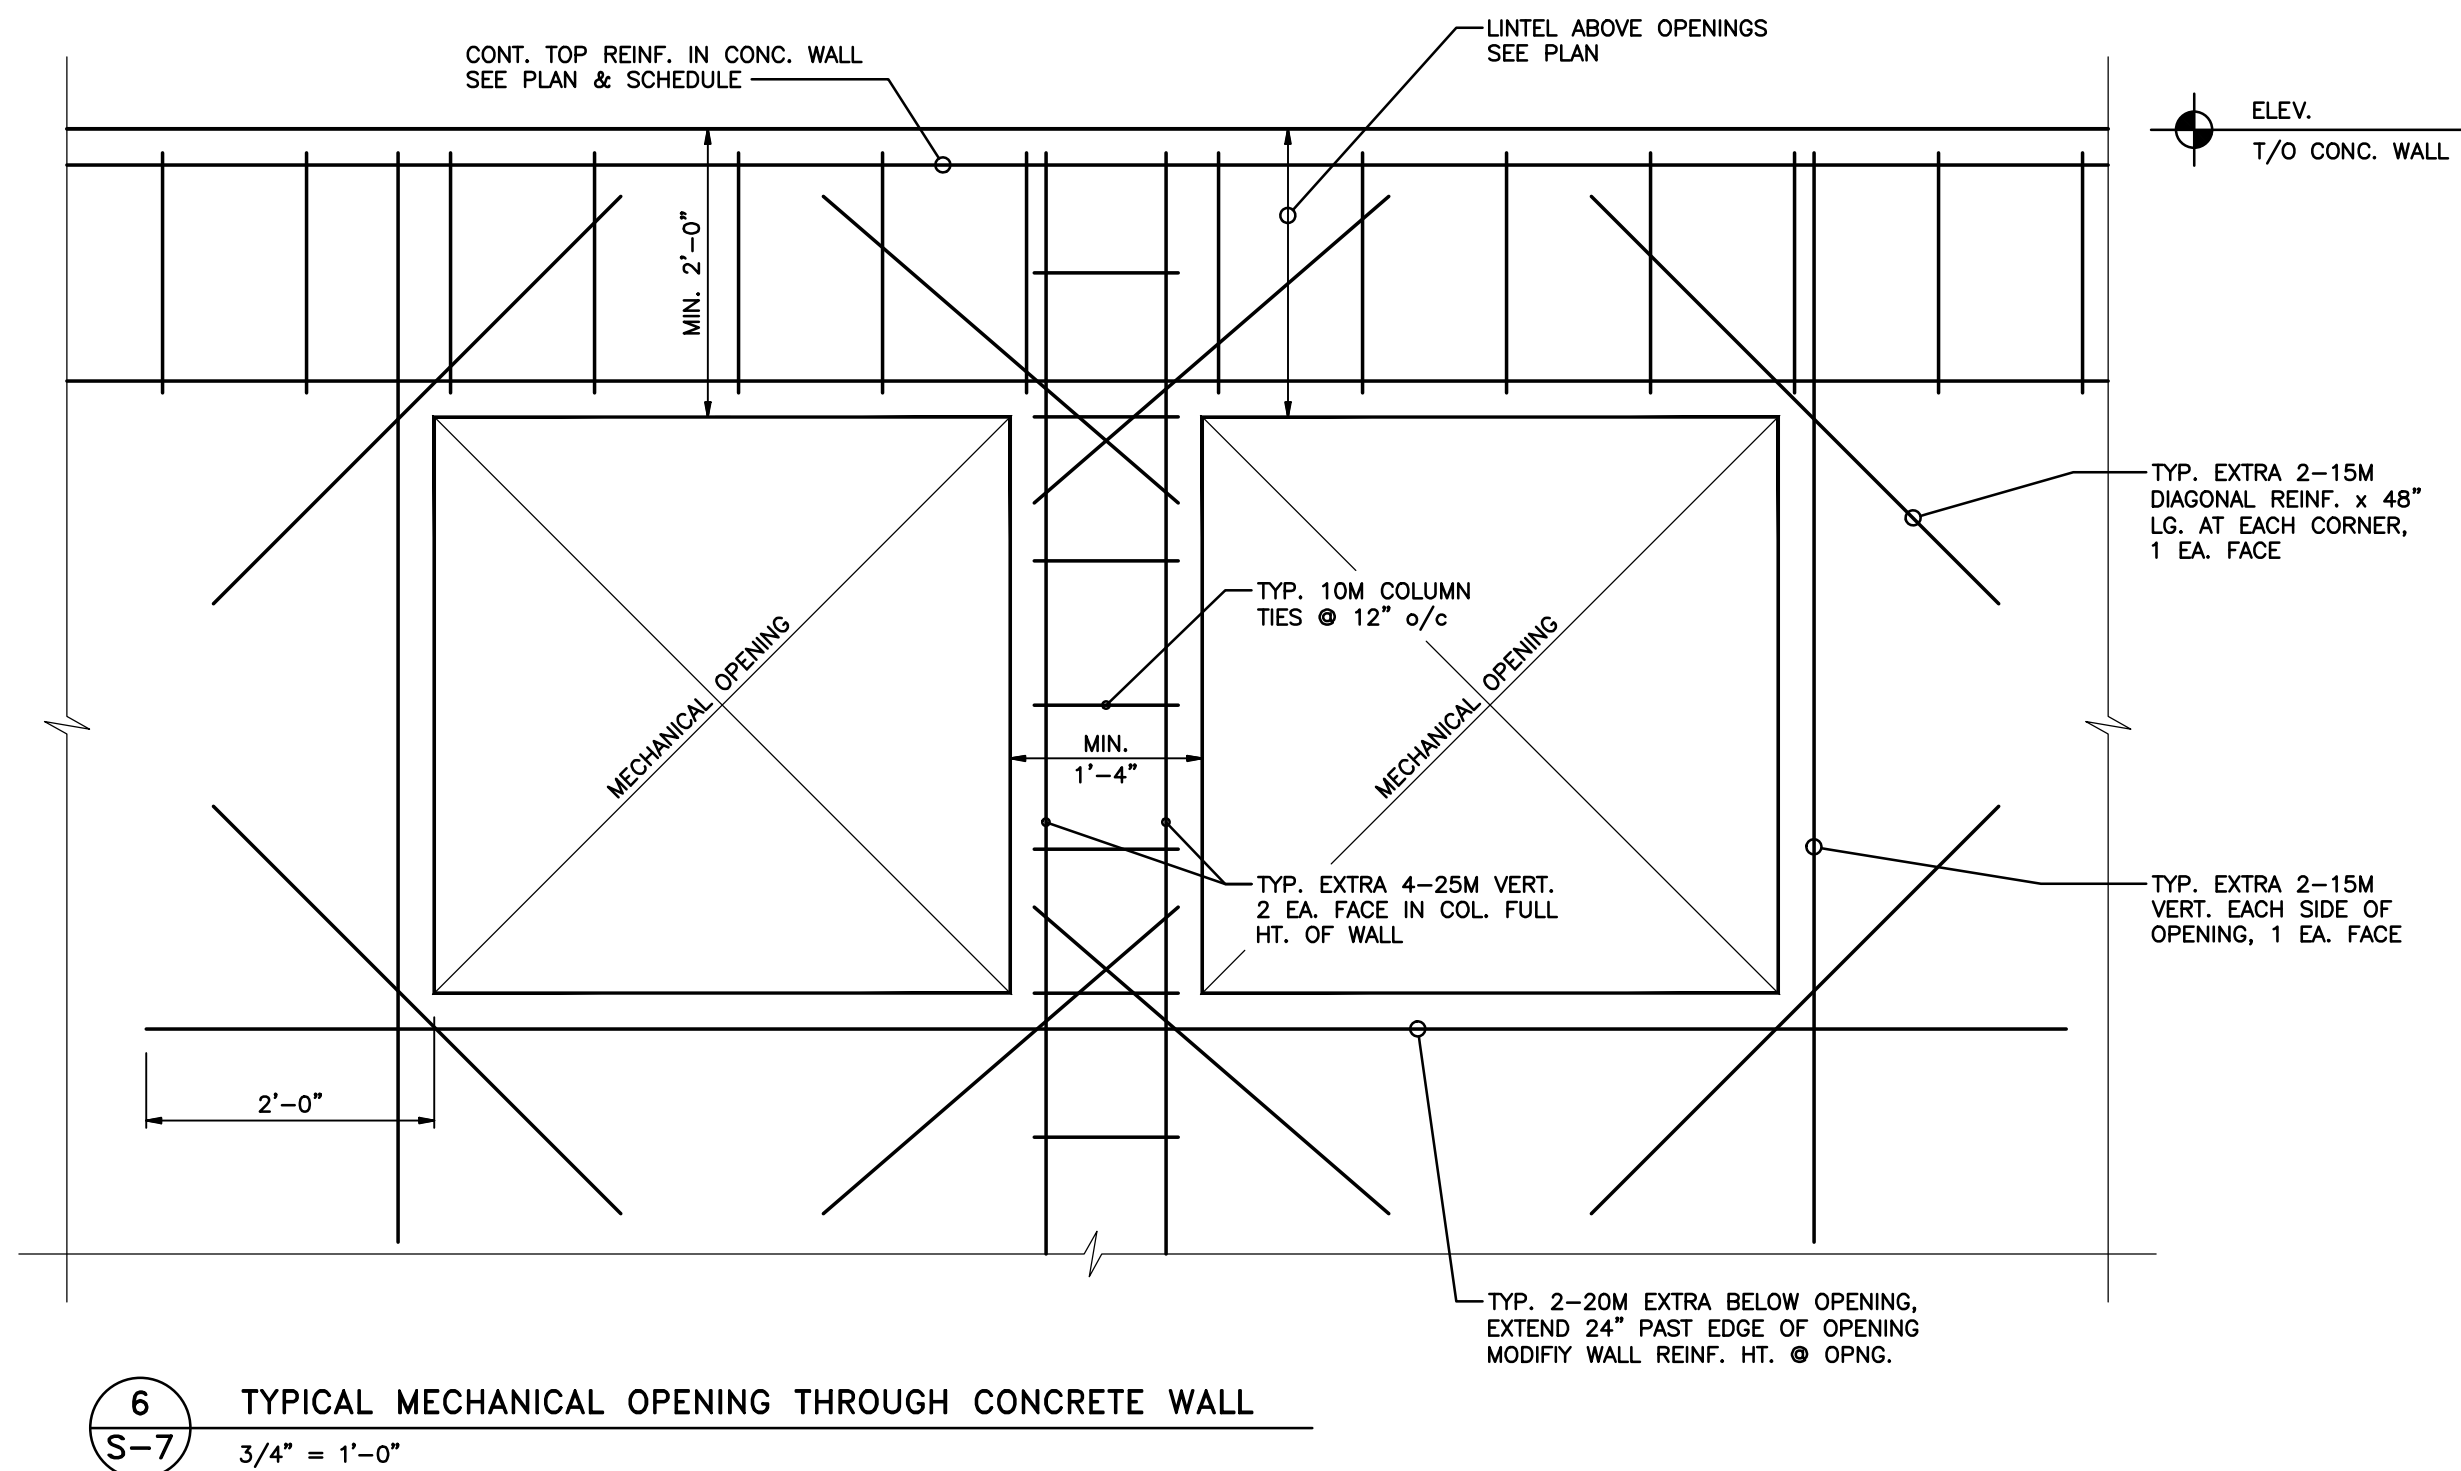 LINTEL ABOVE OPENINGS
SEE PLAN
CONT. TOP REINF. IN CONC. WALL
SEE PLAN & SCHEDULE
ELEV.
T/O CONC. WALL
MIN. 2'-0"
TYP. EXTRA 2-15M
DIAGONAL REINF. x 48"
LG. AT EACH CORNER,
1 EA. FACE
TYP. 10M COLUMN
TIES @ 12" o/c
MECHANICAL OPENING
MECHANICAL OPENING
MIN.
1'-4"
TYP. EXTRA 4-25M VERT.
2 EA. FACE IN COL. FULL
HT. OF WALL
TYP. EXTRA 2-15M
VERT. EACH SIDE OF
OPENING, 1 EA. FACE
2'-0"
TYP. 2-20M EXTRA BELOW OPENING,
EXTEND 24" PAST EDGE OF OPENING
MODIFIY WALL REINF. HT. @ OPNG.
6
S-7
TYPICAL MECHANICAL OPENING THROUGH CONCRETE WALL
3/4" = 1'-0"